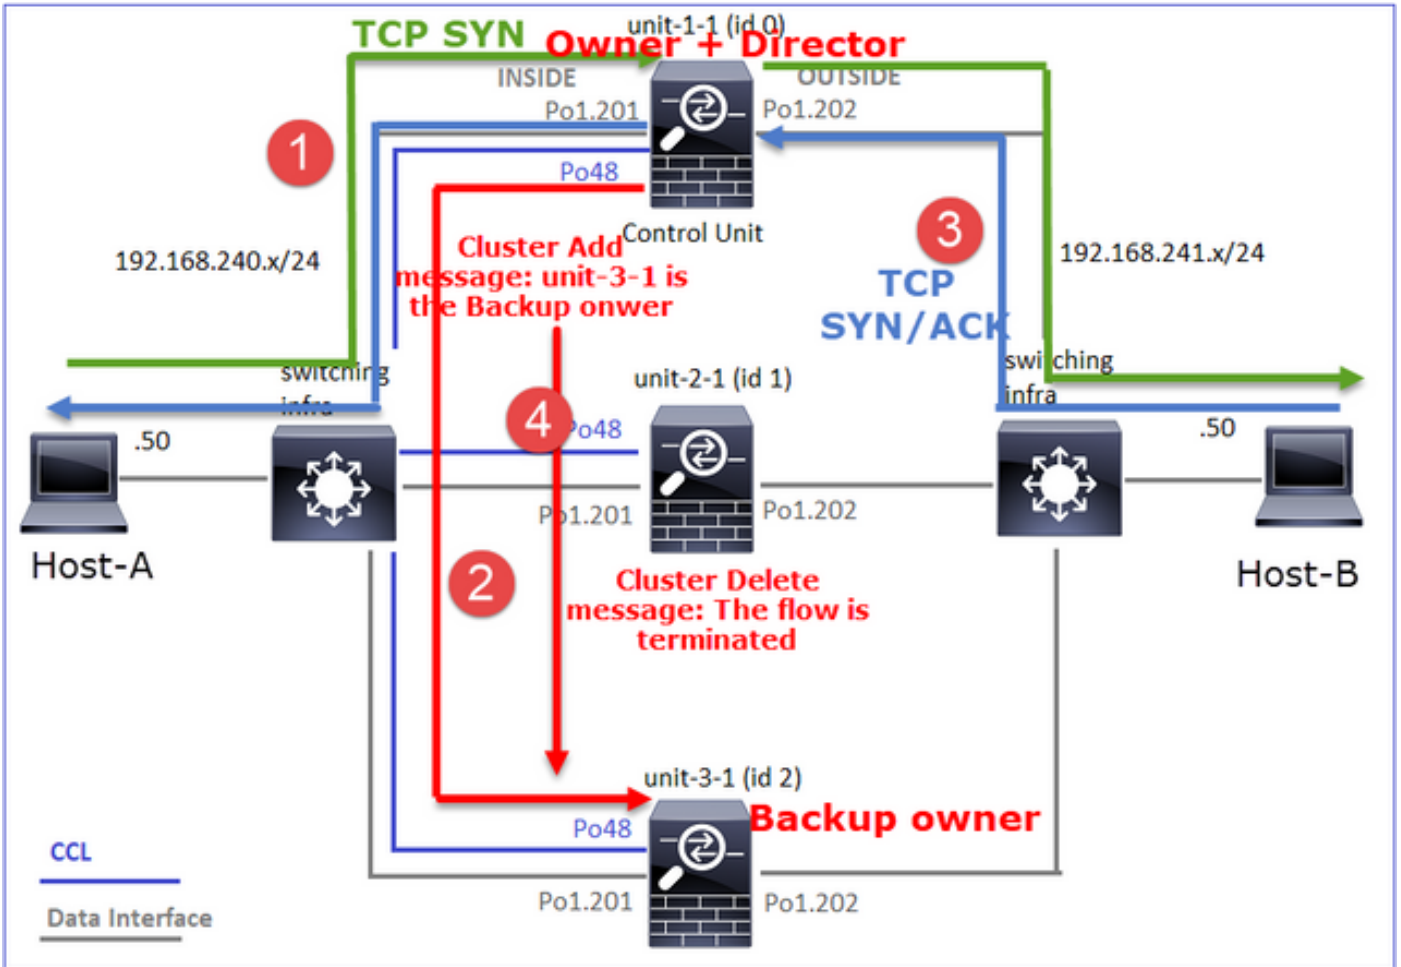 unit-1-1 (id 0)
TCP SYN
Owner + Director
INSIDE
OUTSIDE
Po1.201
Po1.202
1
Po48
3
Control Unit
Cluster Add
message: unit-3-1 is
the Backup onwer
192.168.240.x/24
192.168.241.x/24
TCP
SYN/ACK
switching
infra
switching
infra
unit-2-1 (id 1)
4
Po48
.50
.50
Po1.201
Po1.202
Host-A
Host-B
2
Cluster Delete
message: The flow is
terminated
unit-3-1 (id 2)
Backup owner
Po48
CCL
Po1.201
Po1.202
Data Interface